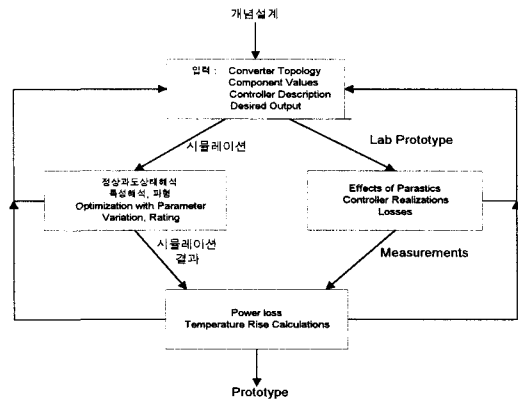 개념설계
입력 : Converter Topology
Component Values
Controller Description
Desired Output
시뮬레이션
Lab Prototype
정상과도상태해석
특성해석, 파형
Optimization with Parameter
Variation, Rating
Effects of Parastics
Controller Realizations
Losses
시뮬레이션
결과
Measurements
Power loss
Temperature Rise Calculations
Prototype